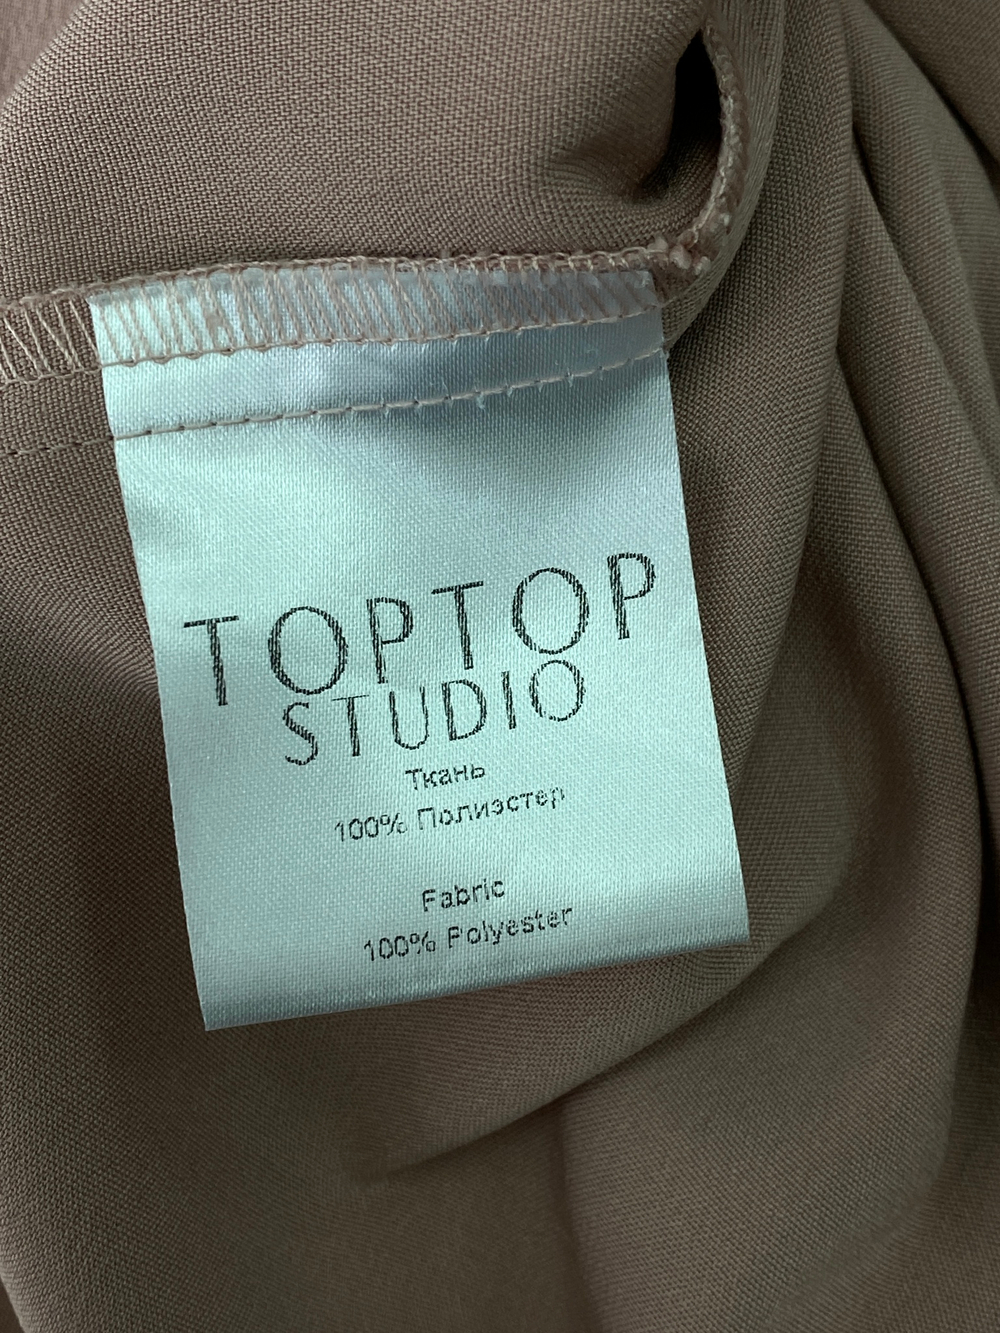 TOPTOP
STUDIO
Ткань
100% Полиэстер
Fabric
100% Polyester